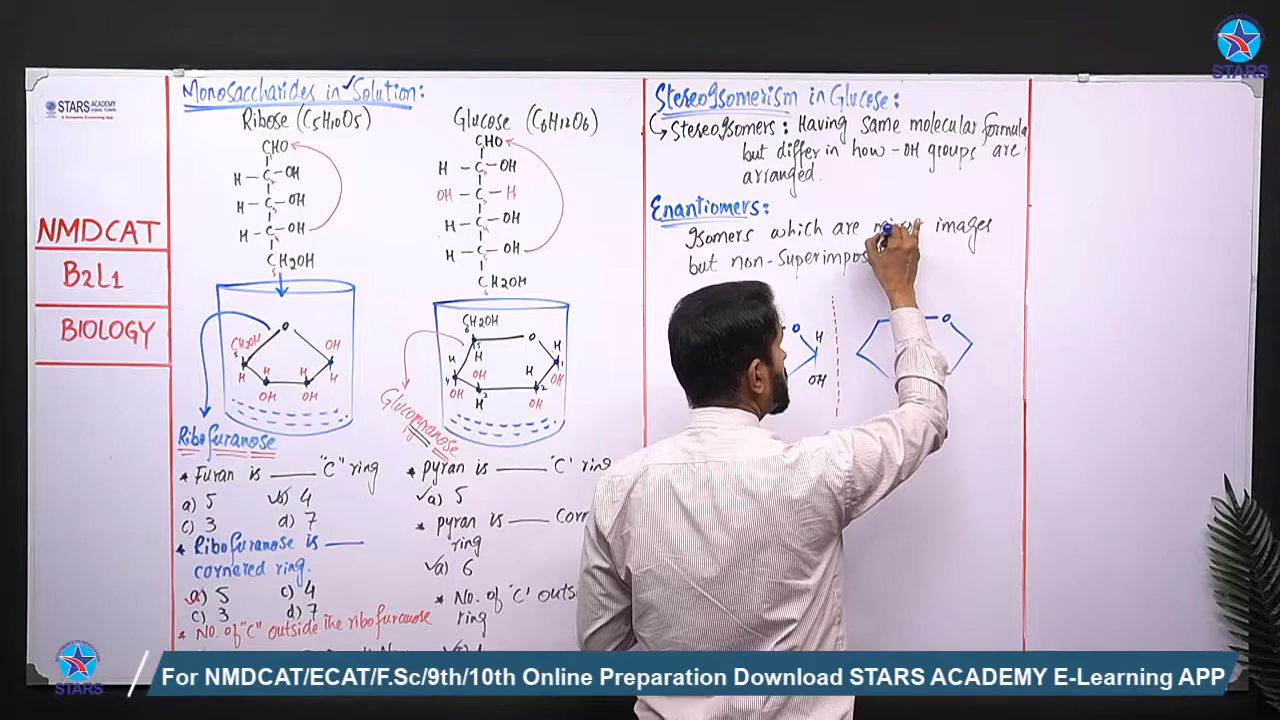 STARS
STARS ACADEMY
A Complete E-Learning App
NMDCAT
B2L1
BIOLOGY
Monosaccharides in Solution:
Ribose (C5H10O5)
CHO
H – C – OH
H – C – OH
H – C – OH
CH2OH
O
CH2OH
OH
H
H
H
H
OH
OH
Ribofuranose
* Furan is ____ "C" ring
a) 5 b) 4
c) 3 d) 7
* Ribofuranose is ____
cornered ring.
a) 5 c) 4
c) 3 d) 7
* No. of "C" outside the ribofuranose
Glucose (C6H12O6)
CHO
H – C – OH
OH – C – H
H – C – OH
H – C – OH
CH2OH
CH2OH
O
H
H
H
OH
H
OH
OH
H
OH
Glucopyranose
* pyran is ____ 'C' ring
a) 5
* pyran is ____
ring
a) 6
* No. of "C"
ring
StereoIsomerism in Glucose:
StereoIsomers: Having same molecular formula
but differ in how -OH groups are
arranged.
Enantiomers:
Isomers which are images
but non-Superimpos
O
H
OH
O
STARS
For NMDCAT/ECAT/F.Sc/9th/10th Online Preparation Download STARS ACADEMY E-Learning APP